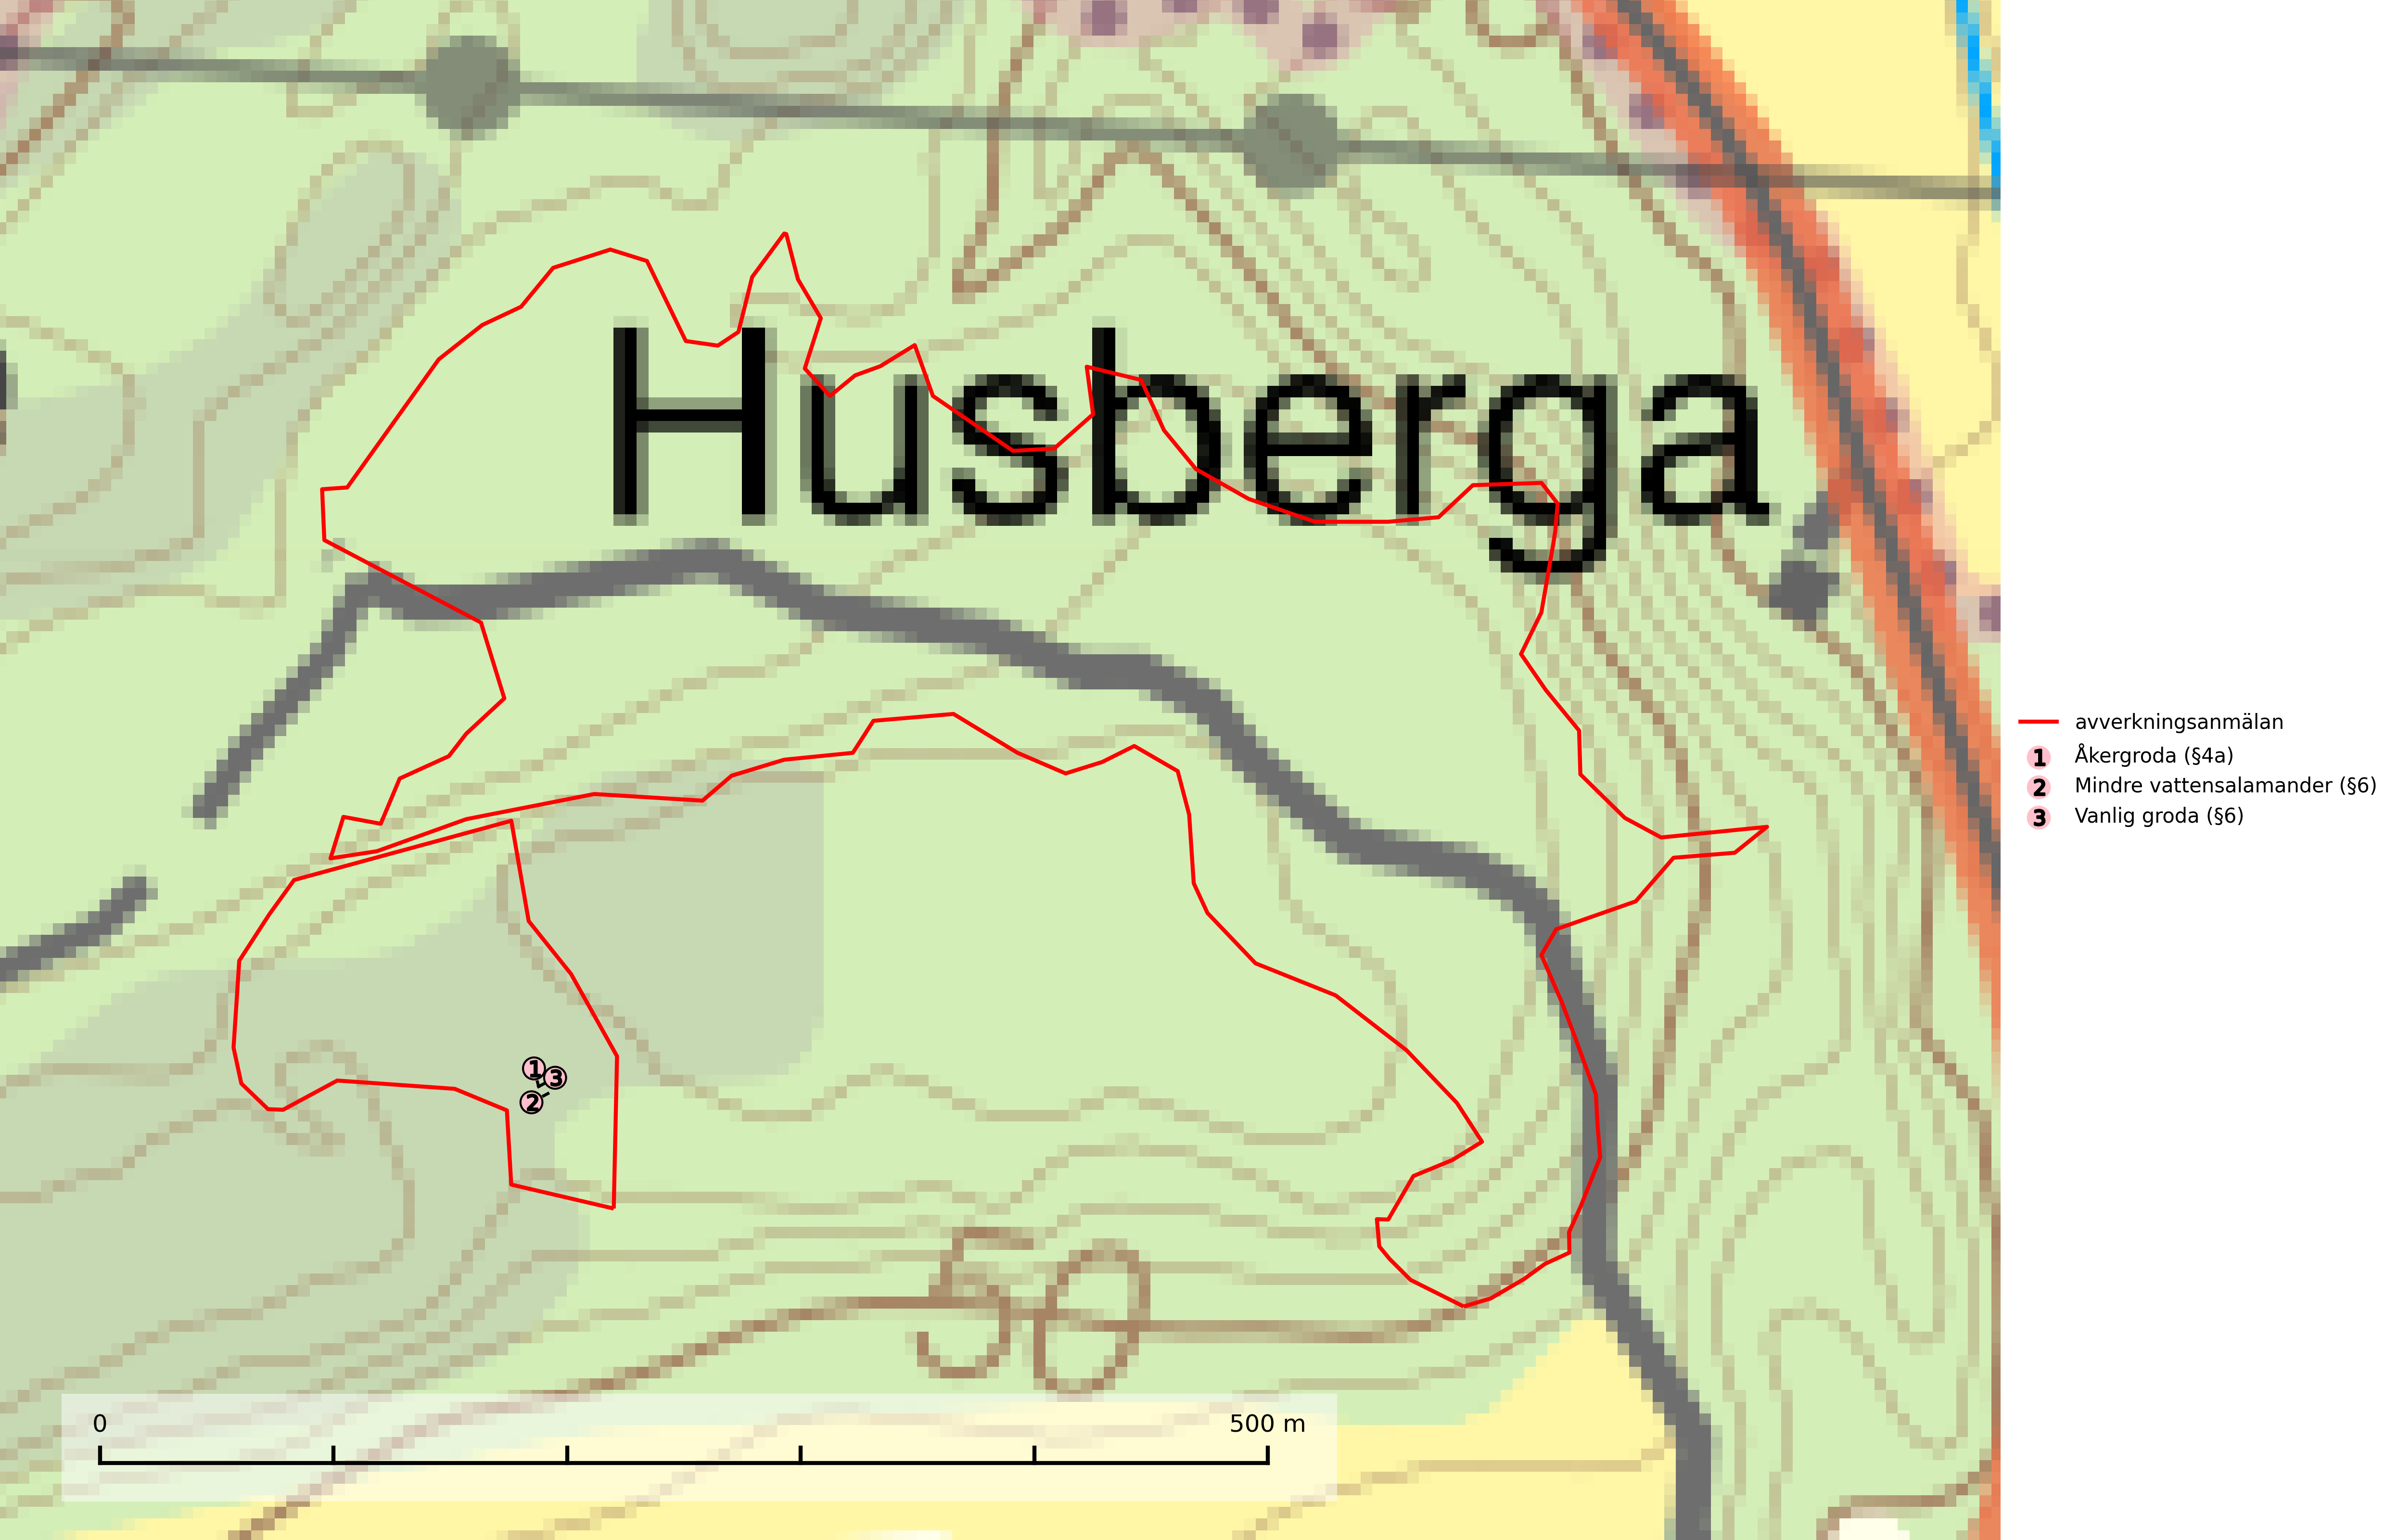 Husberga
avverkningsanmälan
1 Åkergroda (§4a)
2 Mindre vattensalamander (§6)
3 Vanlig groda (§6)
1
3
2
50
0 500 m